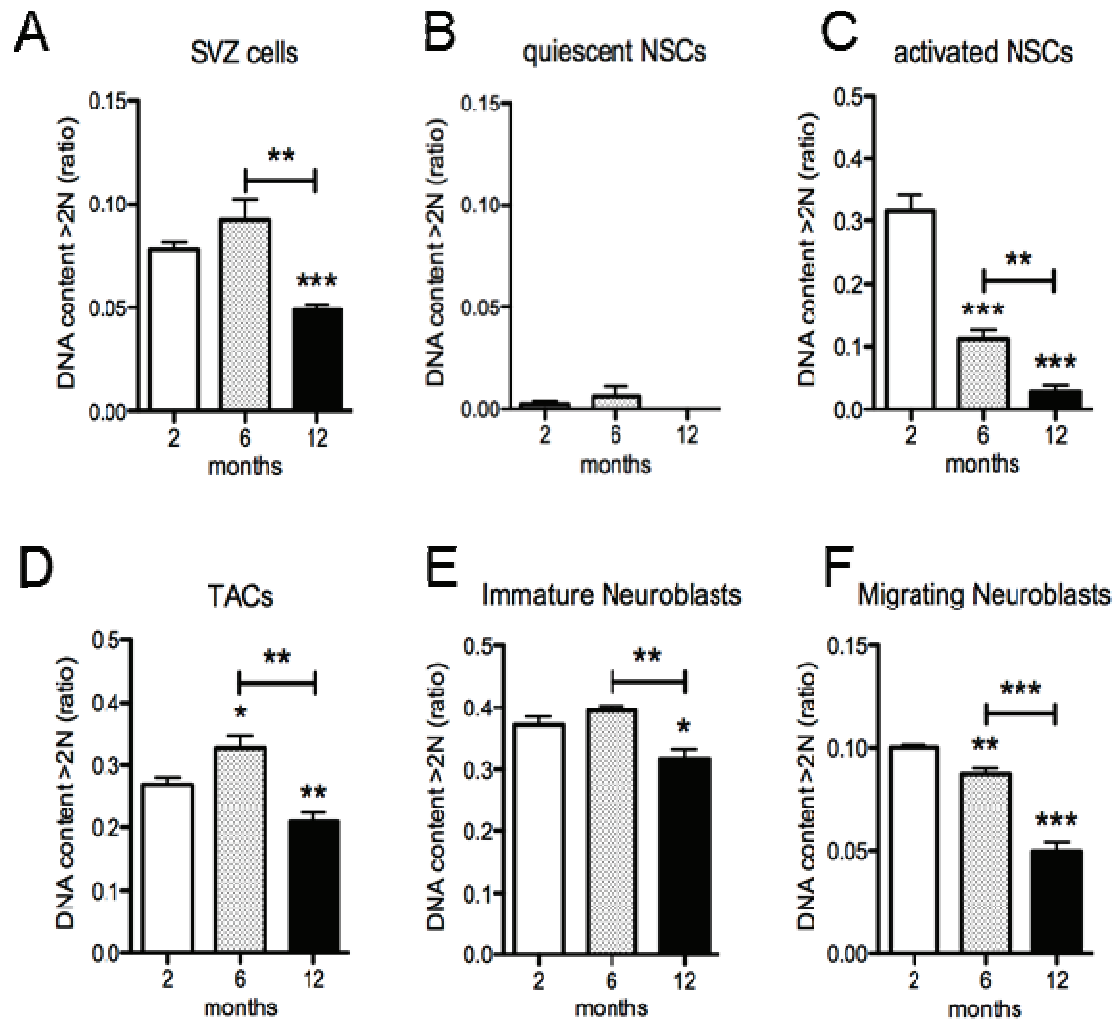 A
SVZ cells
DNA content >2N (ratio)
0.15
0.10
0.05
0.00
**
***
2 6 12
months
B
quiescent NSCs
DNA content >2N (ratio)
0.15
0.10
0.05
0.00
2 6 12
months
C
activated NSCs
DNA content >2N (ratio)
0.5
0.4
0.3
0.2
0.1
0.0
**
***
***
2 6 12
months
D
TACs
DNA content >2N (ratio)
0.5
0.4
0.3
0.2
0.1
0.0
**
*
**
2 6 12
months
E
Immature Neuroblasts
DNA content >2N (ratio)
0.5
0.4
0.3
0.2
0.1
0.0
**
*
2 6 12
months
F
Migrating Neuroblasts
DNA content >2N (ratio)
0.15
0.10
0.05
0.00
***
**
***
2 6 12
months